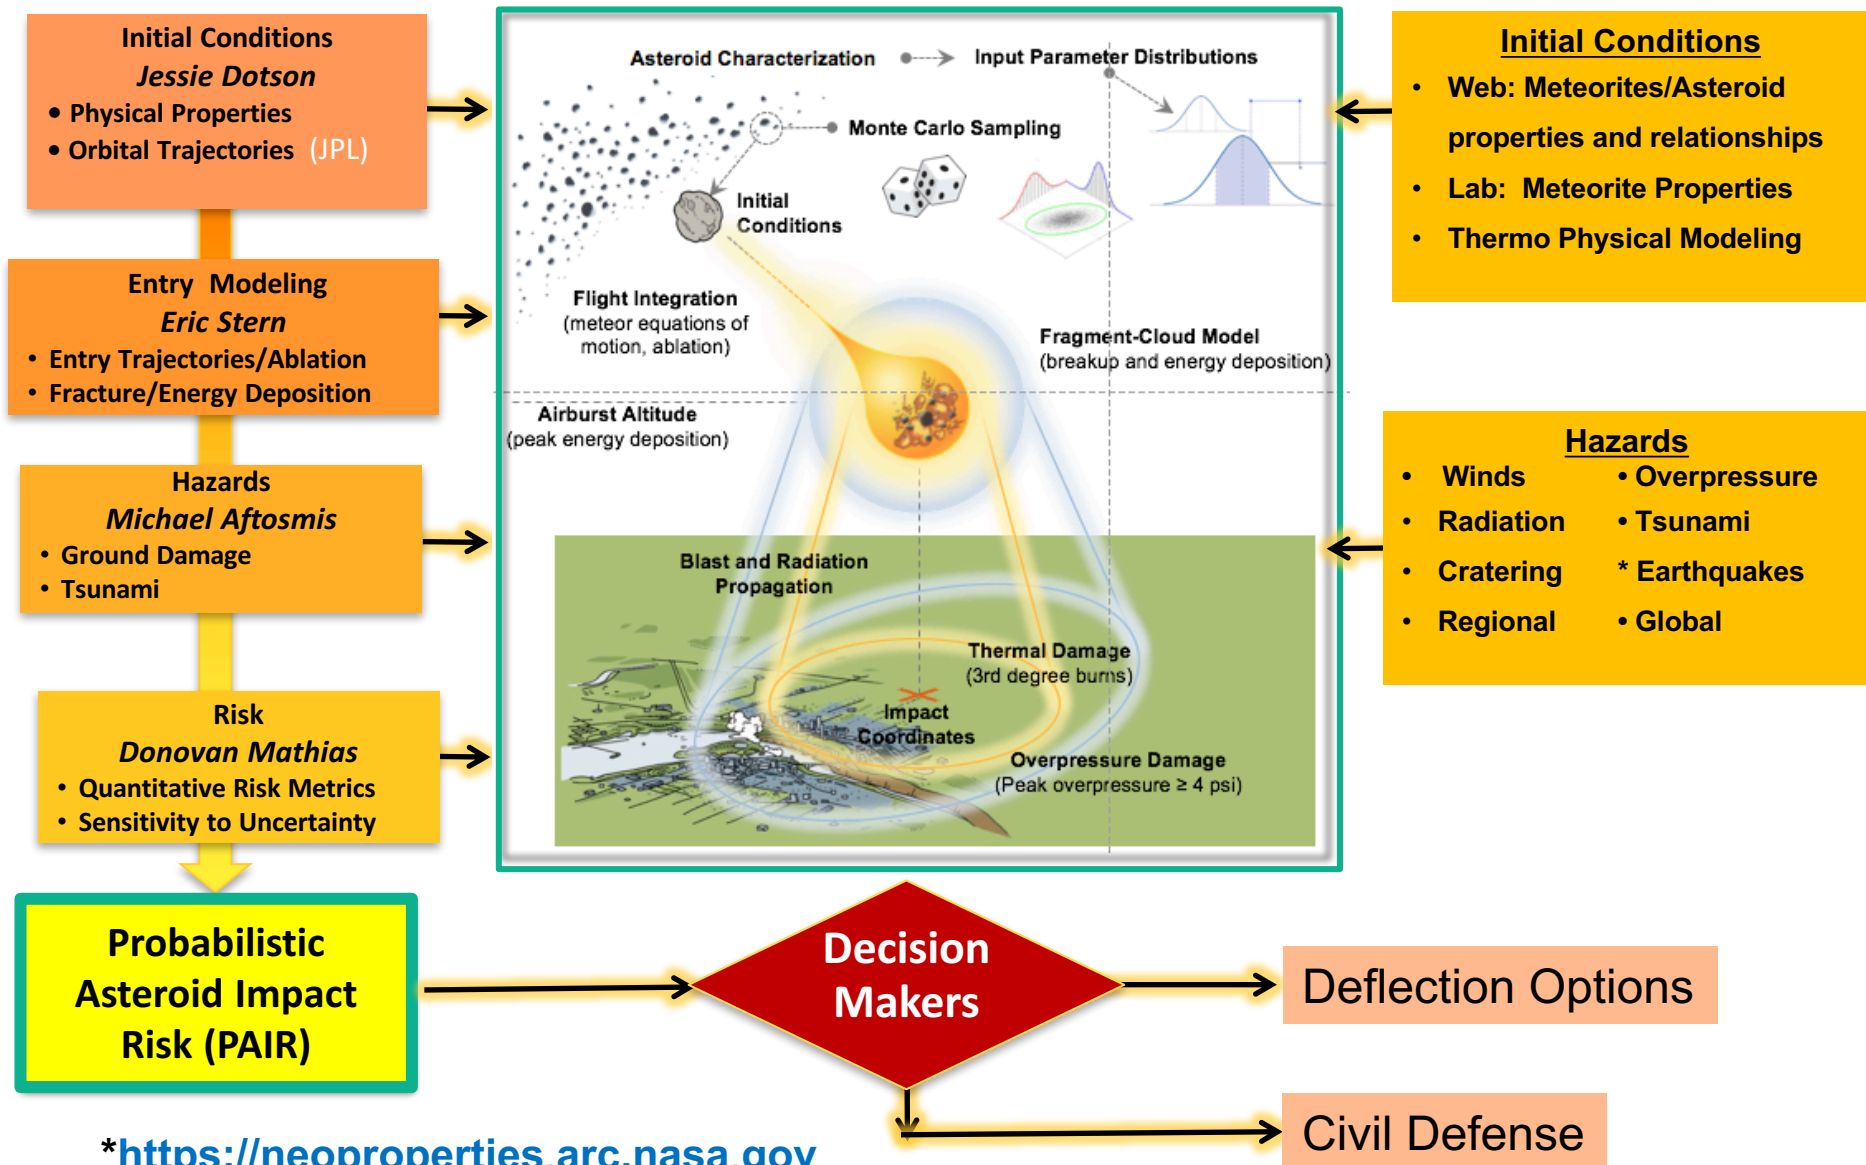 Initial Conditions
Jessie Dotson
• Physical Properties
• Orbital Trajectories (JPL)
Entry Modeling
Eric Stern
• Entry Trajectories/Ablation
• Fracture/Energy Deposition
Hazards
Michael Aftosmis
• Ground Damage
• Tsunami
Risk
Donovan Mathias
• Quantitative Risk Metrics
• Sensitivity to Uncertainty
Probabilistic
Asteroid Impact
Risk (PAIR)
Asteroid Characterization
Input Parameter Distributions
Monte Carlo Sampling
Initial
Conditions
Flight Integration
(meteor equations of
motion, ablation)
Fragment-Cloud Model
(breakup and energy deposition)
Airburst Altitude
(peak energy deposition)
Blast and Radiation
Propagation
Thermal Damage
(3rd degree burns)
Impact
Coordinates
Overpressure Damage
(Peak overpressure ≥ 4 psi)
Initial Conditions
• Web: Meteorites/Asteroid
properties and relationships
• Lab: Meteorite Properties
• Thermo Physical Modeling
Hazards
• Winds • Overpressure
• Radiation • Tsunami
• Cratering * Earthquakes
• Regional • Global
Decision
Makers
Deflection Options
Civil Defense
*https://neoproperties.arc.nasa.gov